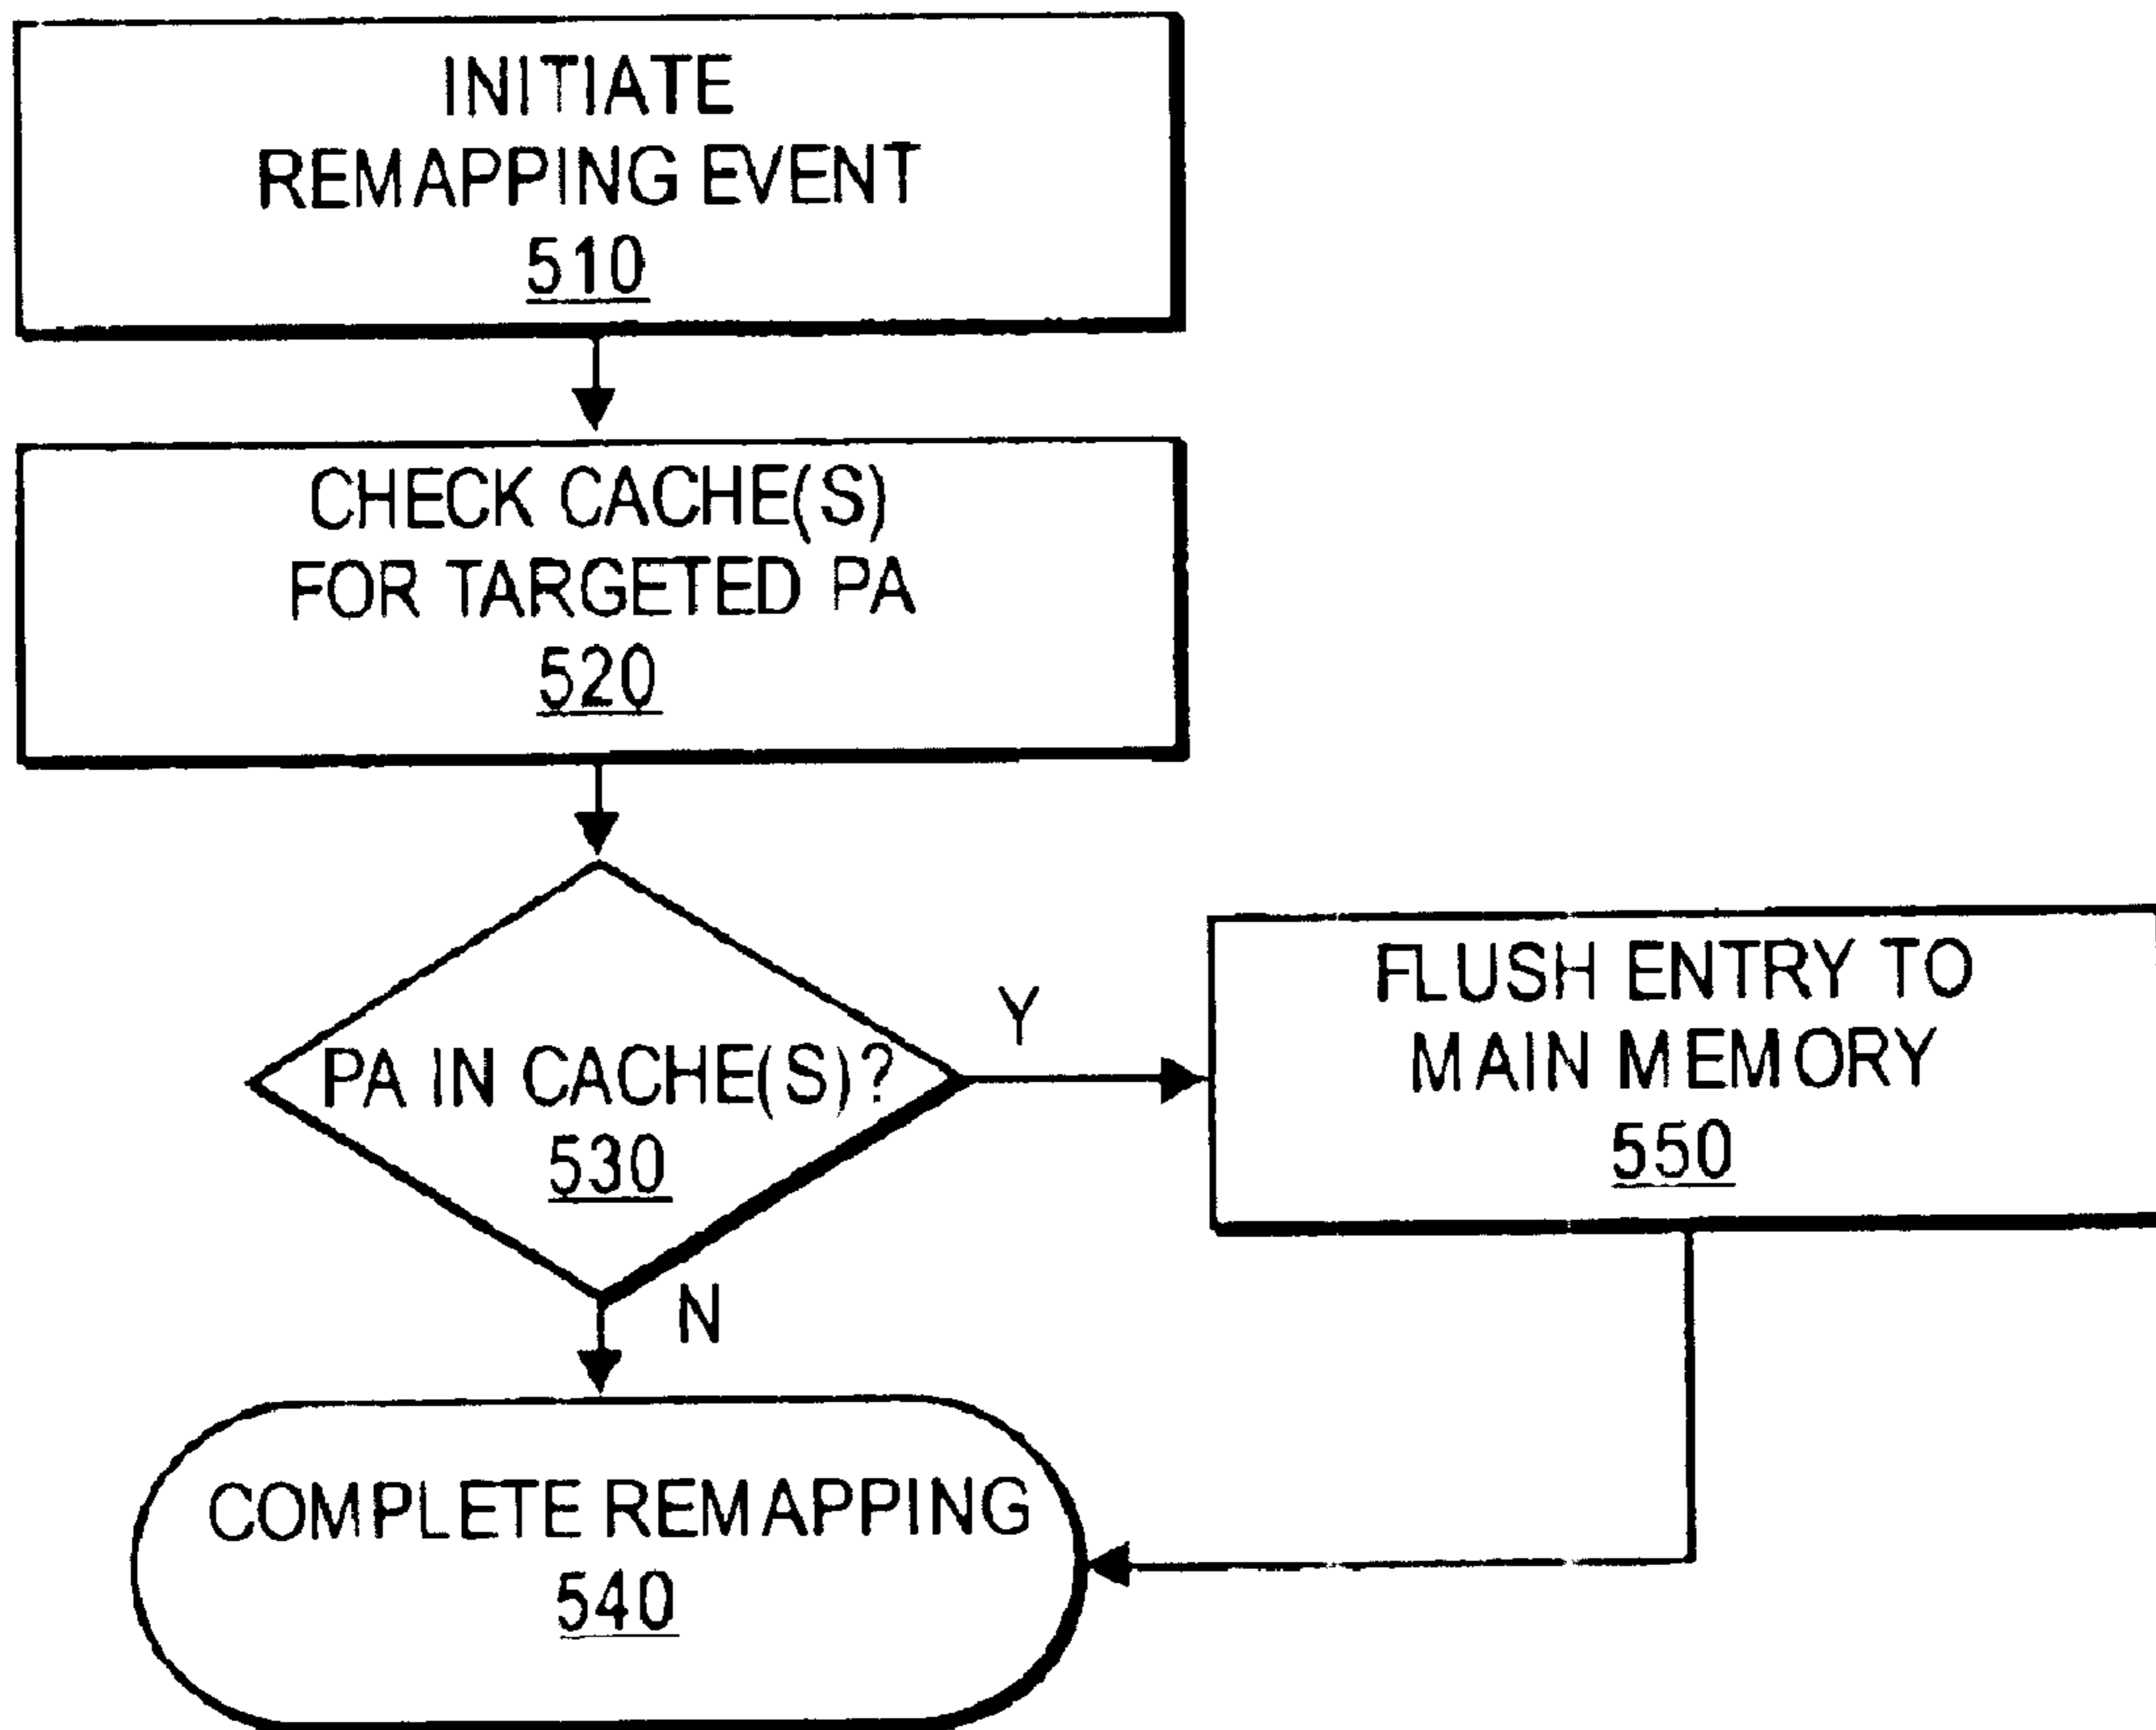 INITIATE
REMAPPING EVENT
510
CHECK CACHE(S)
FOR TARGETED PA
520
PA IN CACHE(S)?
530
Y
FLUSH ENTRY TO
MAIN MEMORY
550
N
COMPLETE REMAPPING
540